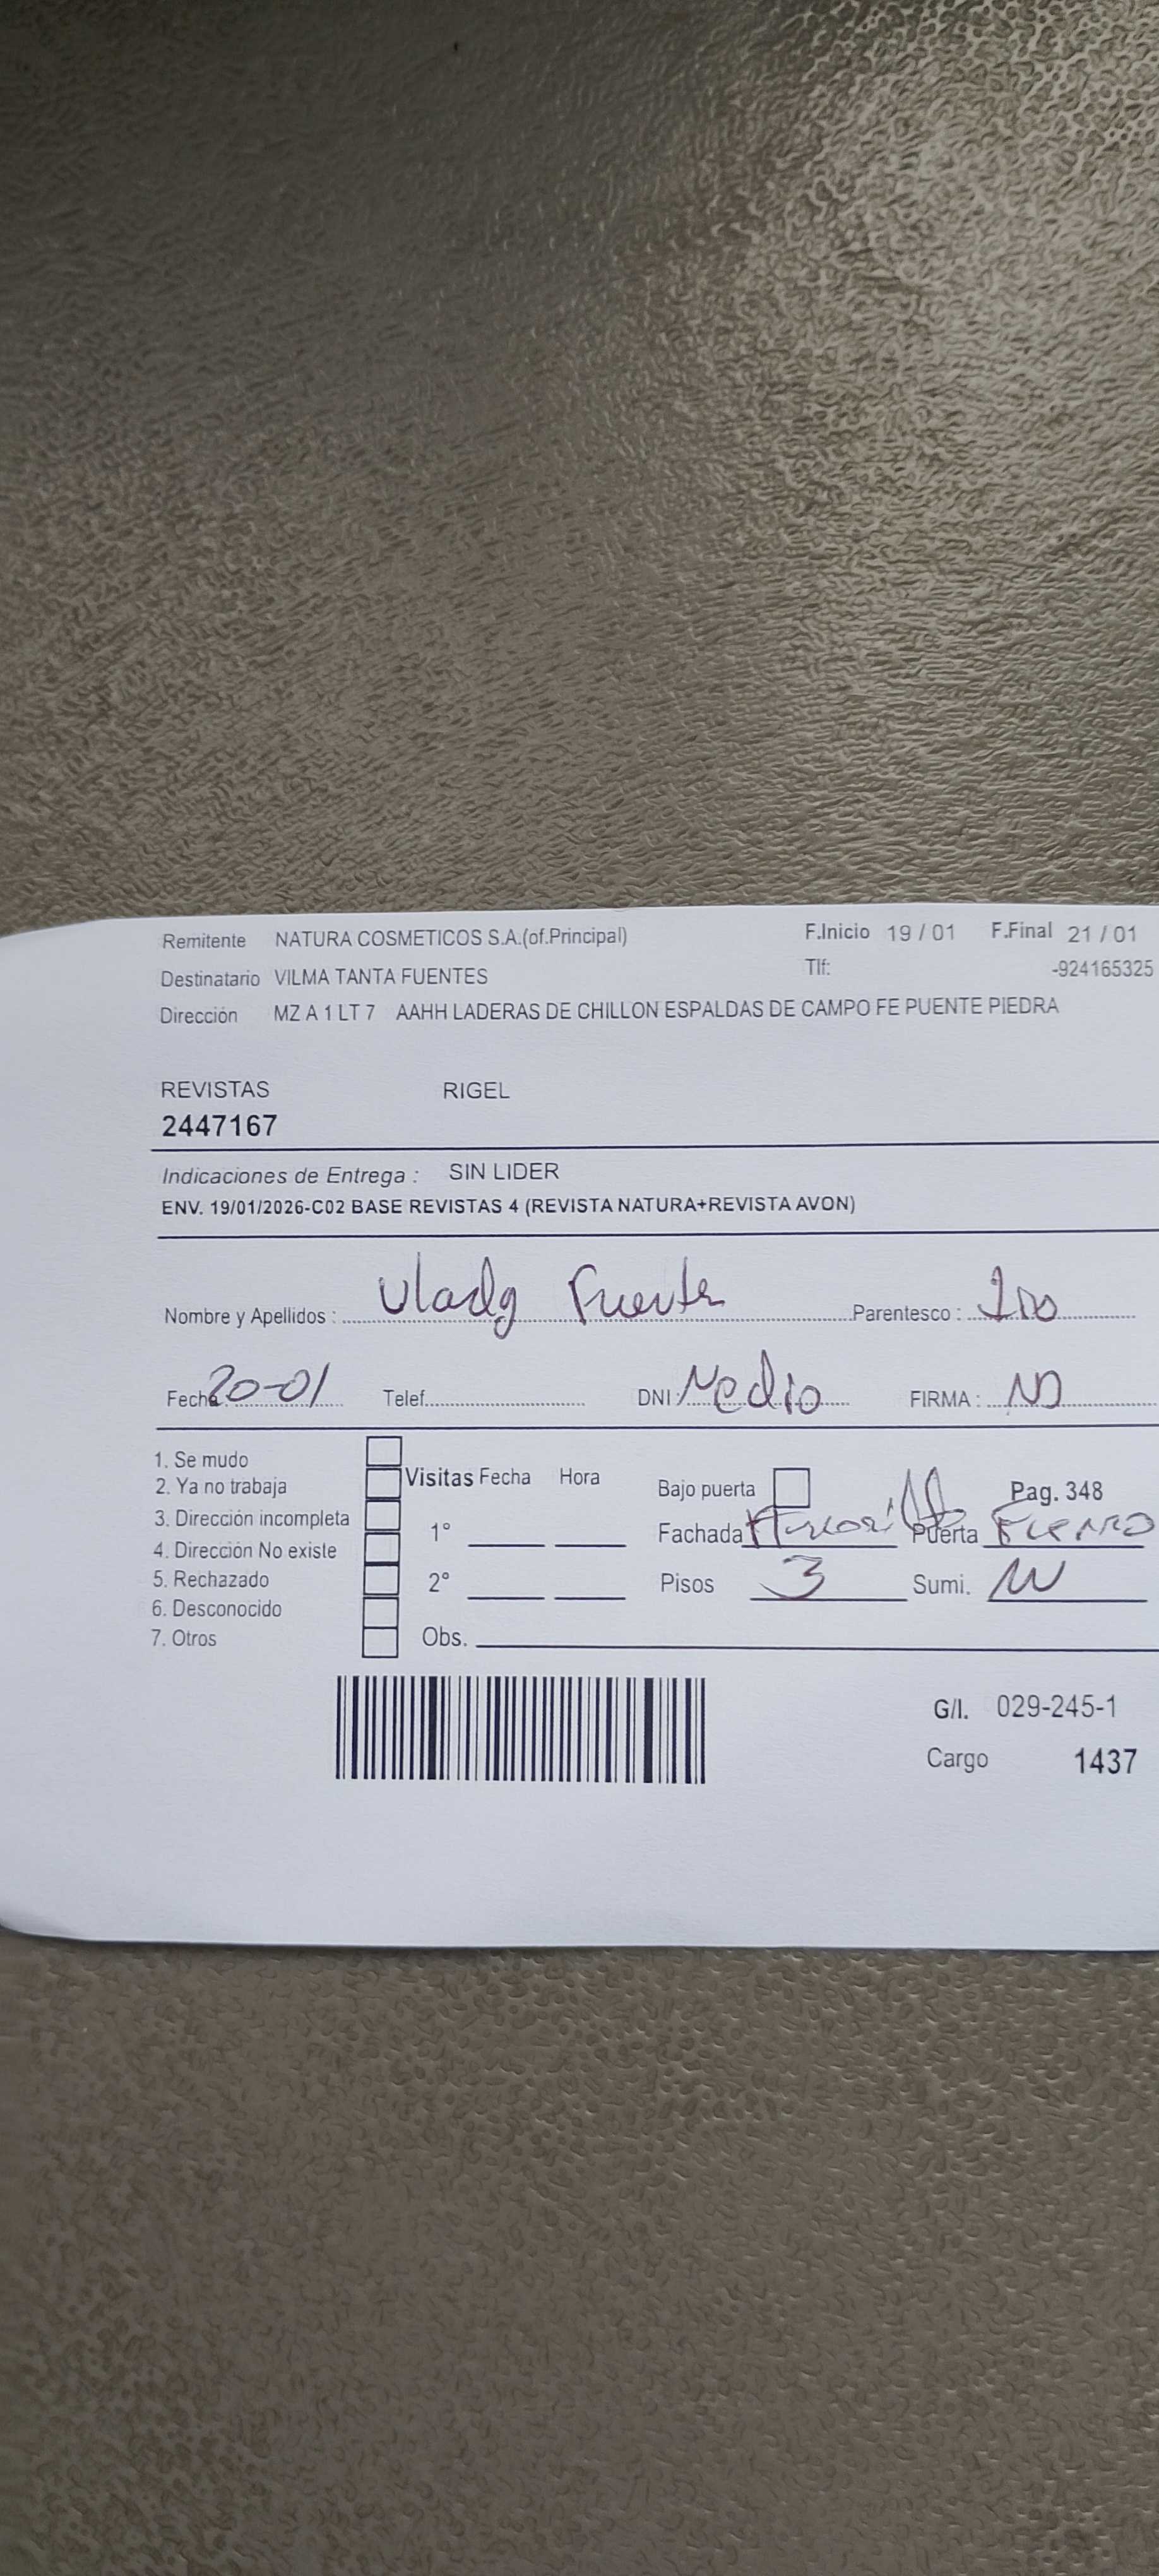 Remitente NATURA COSMETICOS S.A.(of.Principal) F.Inicio 19 / 01 F.Final 21 / 01
Destinatario VILMA TANTA FUENTES Tlf: -924165325
Dirección MZ A 1 LT 7 AAHH LADERAS DE CHILLON ESPALDAS DE CAMPO FE PUENTE PIEDRA
REVISTAS RIGEL
2447167
Indicaciones de Entrega : SIN LIDER
ENV. 19/01/2026-C02 BASE REVISTAS 4 (REVISTA NATURA+REVISTA AVON)
Nombre y Apellidos : Fuente Parentesco :
Fecha 20-01 Telef. DNI: Nedio FIRMA : ND
1. Se mudo
2. Ya no trabaja Visitas Fecha Hora Bajo puerta Pag. 348
3. Dirección incompleta 1° Fachada Puerta Fierro
4. Dirección No existe
5. Rechazado 2° Pisos 3 Sumi.
6. Desconocido
7. Otros Obs.
G/l. 029-245-1
Cargo 1437